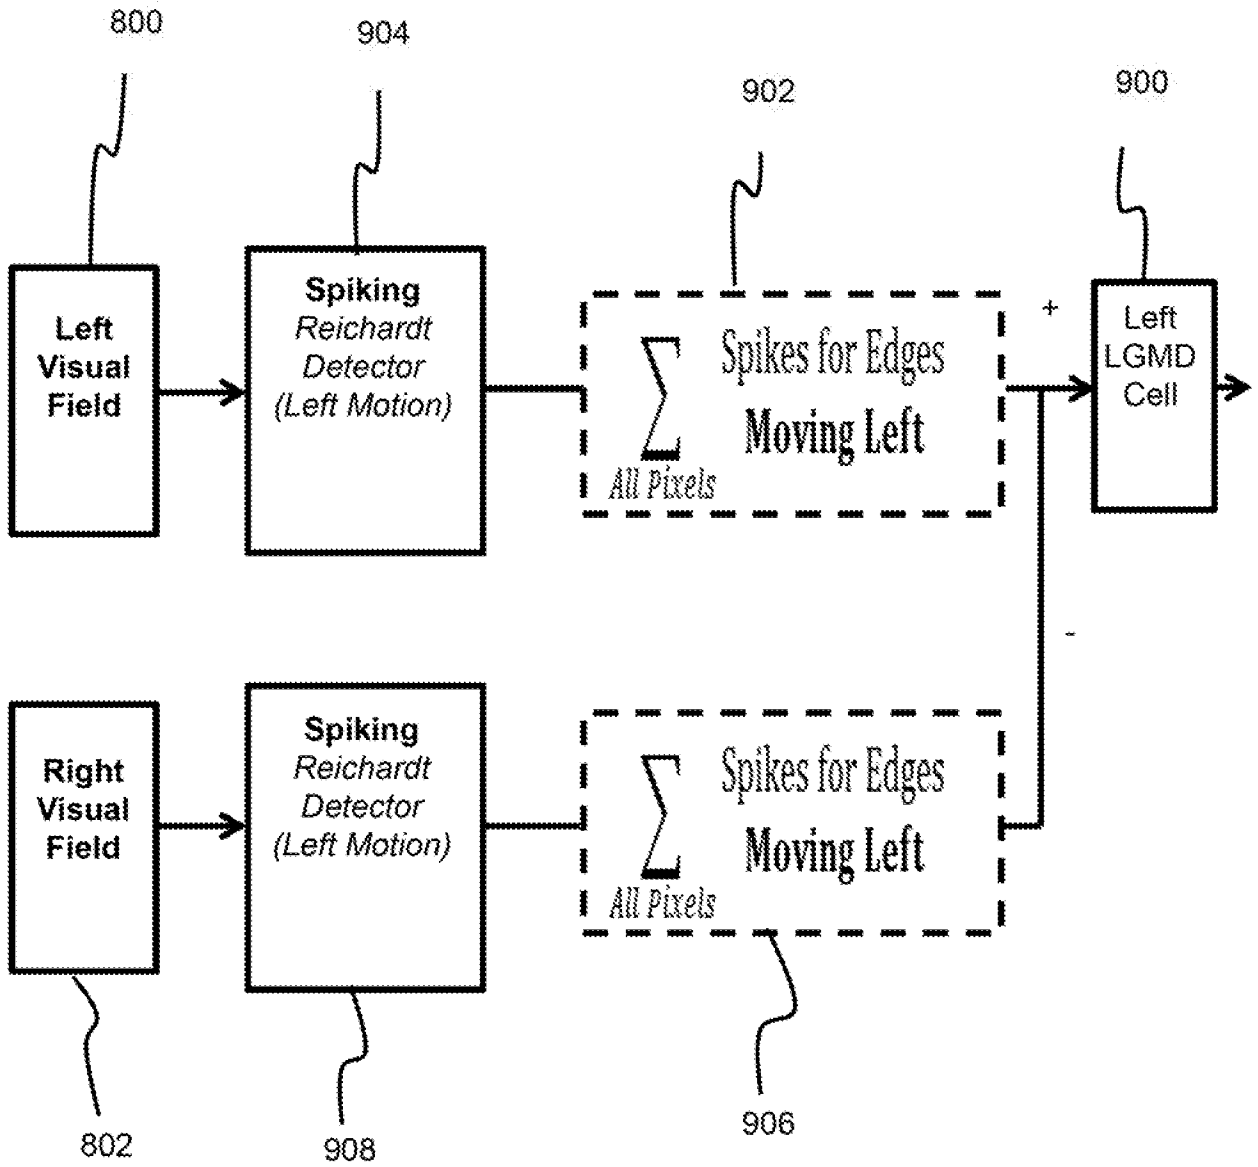 800
904
902
900
Left
Visual
Field
Spiking
Reichardt
Detector
(Left Motion)
∑
All Pixels
Spikes for Edges
Moving Left
+
Left
LGMD
Cell
-
Right
Visual
Field
Spiking
Reichardt
Detector
(Left Motion)
∑
All Pixels
Spikes for Edges
Moving Left
802
908
906